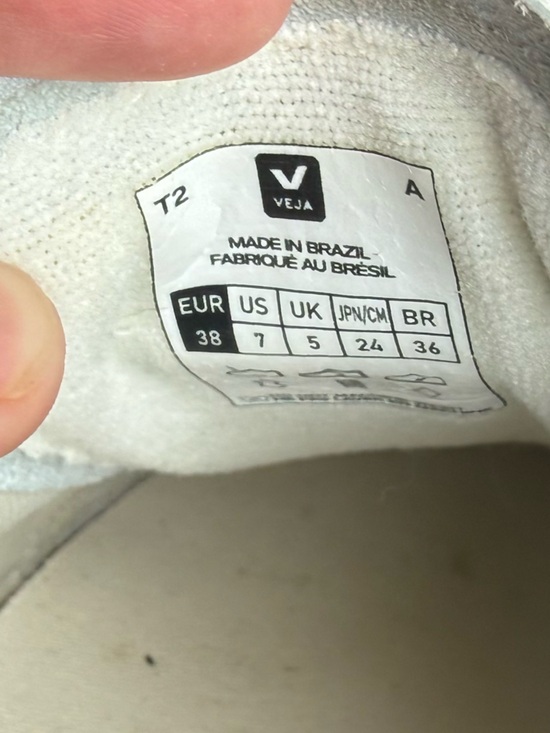 T2
V
VEJA
A
MADE IN BRAZIL
FABRIQUÉ AU BRÉSIL
EUR US UK JPN/CM BR
38 7 5 24 36